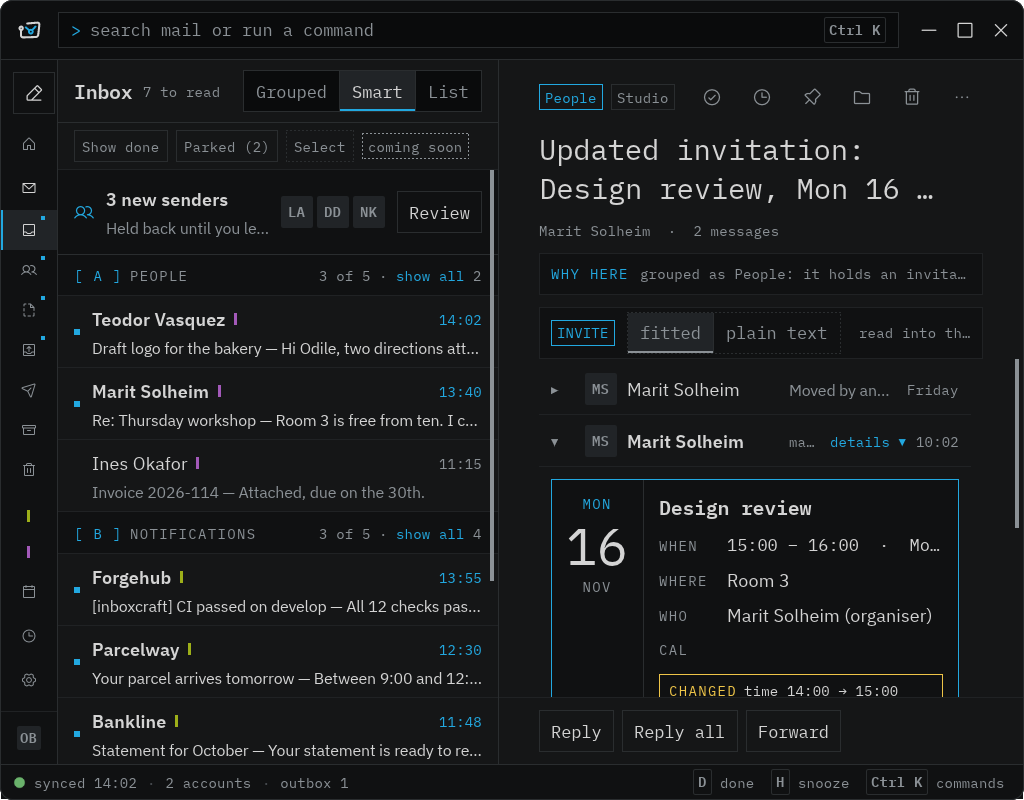 > search mail or run a command Ctrl K
Inbox 7 to read Grouped Smart List
Show done Parked (2) Select coming soon
3 new senders
Held back until you le… LA DD NK Review
[ A ] PEOPLE 3 of 5 · show all 2
Teodor Vasquez 14:02
Draft logo for the bakery — Hi Odile, two directions att…
Marit Solheim 13:40
Re: Thursday workshop — Room 3 is free from ten. I c…
Ines Okafor 11:15
Invoice 2026-114 — Attached, due on the 30th.
[ B ] NOTIFICATIONS 3 of 5 · show all 4
Forgehub 13:55
[inboxcraft] CI passed on develop — All 12 checks pas…
Parcelway 12:30
Your parcel arrives tomorrow — Between 9:00 and 12:…
Bankline 11:48
Statement for October — Your statement is ready to re…
People Studio ···
Updated invitation:
Design review, Mon 16 …
Marit Solheim · 2 messages
WHY HERE grouped as People: it holds an invita…
INVITE fitted plain text read into th…
▸ MS Marit Solheim Moved by an… Friday
▾ MS Marit Solheim ma… details ▾ 10:02
MON
16
NOV
Design review
WHEN 15:00 – 16:00 · Mo…
WHERE Room 3
WHO Marit Solheim (organiser)
CAL
CHANGED time 14:00 → 15:00
Reply Reply all Forward
OB
synced 14:02 · 2 accounts · outbox 1
D done H snooze Ctrl K commands